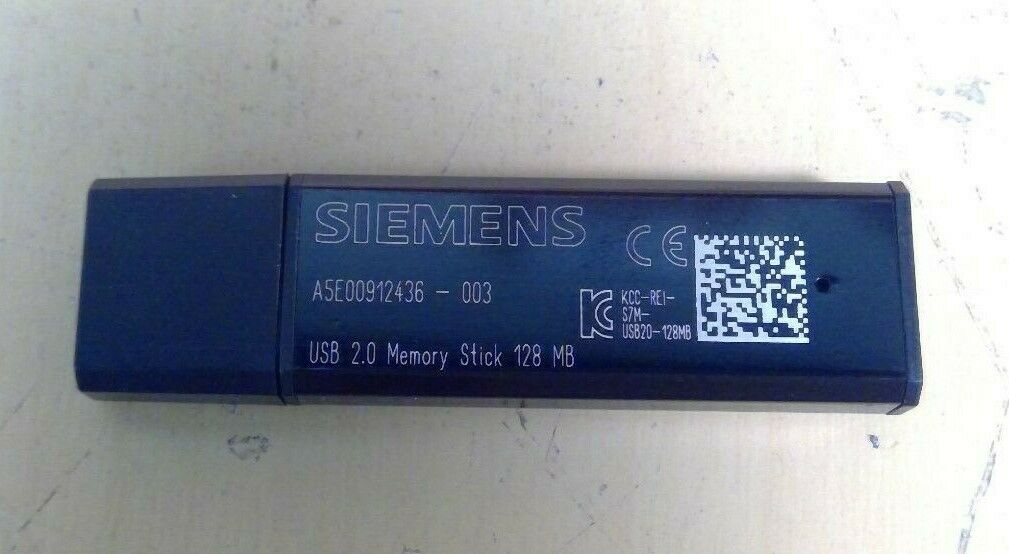 SIEMENS
CE
A5E00912436 - 003
KCC-REI-
S7M-
USB20-128MB
USB 2.0 Memory Stick 128 MB